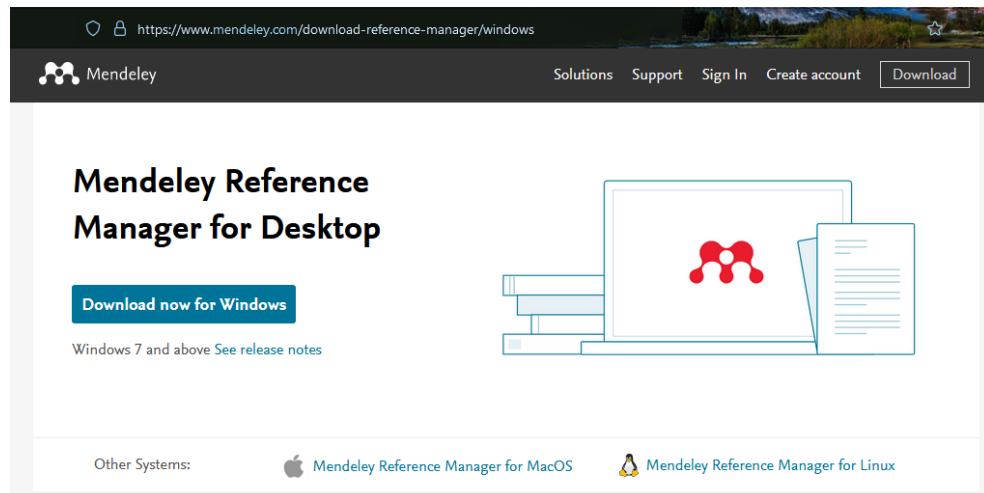 https://www.mendeley.com/download-reference-manager/windows
Mendeley
Solutions Support Sign In Create account Download
Mendeley Reference
Manager for Desktop
Download now for Windows
Windows 7 and above See release notes
Other Systems: Mendeley Reference Manager for MacOS Mendeley Reference Manager for Linux